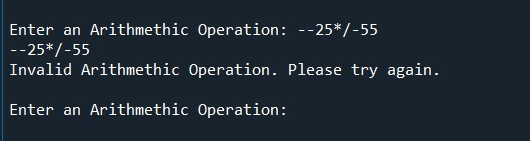 Enter an Arithmethic Operation: --25*/-55
--25*/-55
Invalid Arithmethic Operation. Please try again.
Enter an Arithmethic Operation: